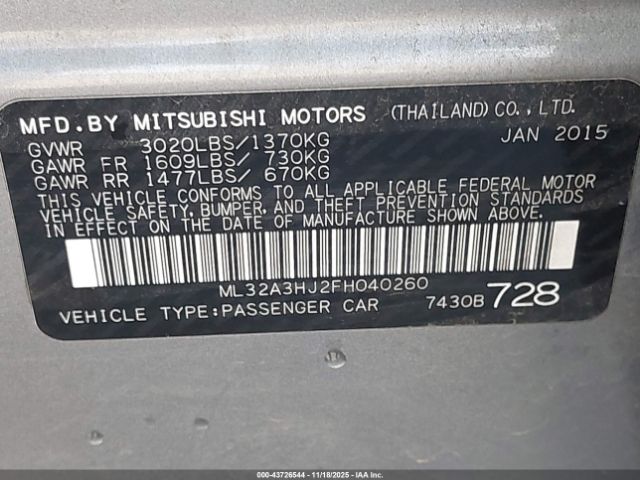 MFD.BY MITSUBISHI MOTORS (THAILAND)CO.,LTD.
GVWR 3020LBS/1370KG JAN 2015
GAWR FR 1609LBS/ 730KG
GAWR RR 1477LBS/ 670KG
THIS VEHICLE CONFORMS TO ALL APPLICABLE FEDERAL MOTOR
VEHICLE SAFETY, BUMPER, AND THEFT PREVENTION STANDARDS
IN EFFECT ON THE DATE OF MANUFACTURE SHOWN ABOVE.
ML32A3HJ2FH040260
VEHICLE TYPE:PASSENGER CAR 7430B 728
000-43726544 - 11/18/2025 - IAAI.COM